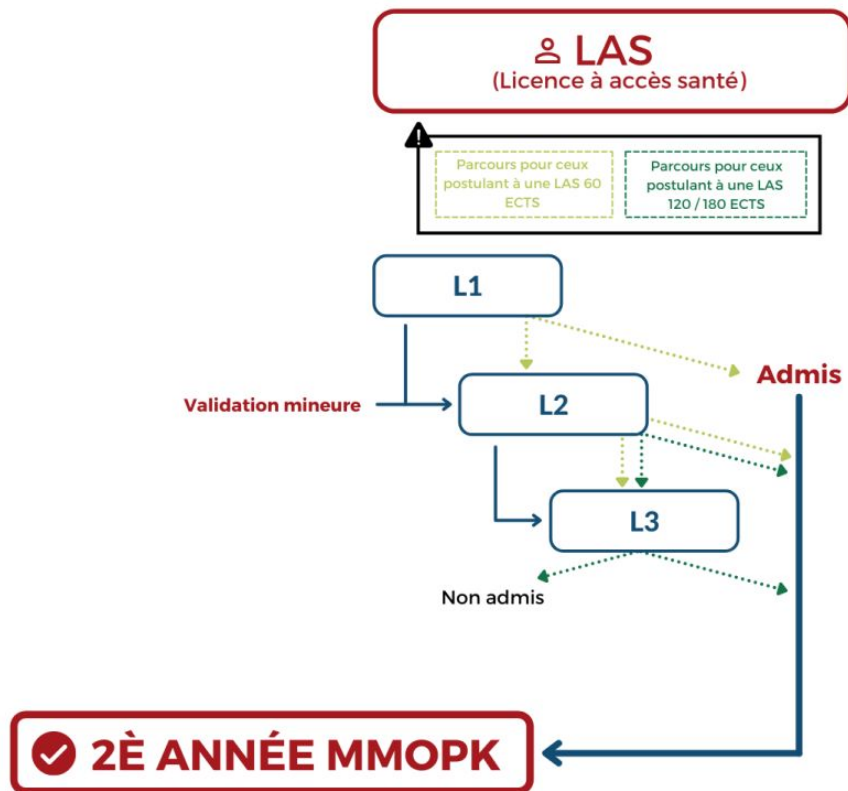 LAS
(Licence à accès santé)
!
Parcours pour ceux
postulant à une LAS 60
ECTS
Parcours pour ceux
postulant à une LAS
120 / 180 ECTS
L1
Admis
Validation mineure
L2
L3
Non admis
2È ANNÉE MMOPK